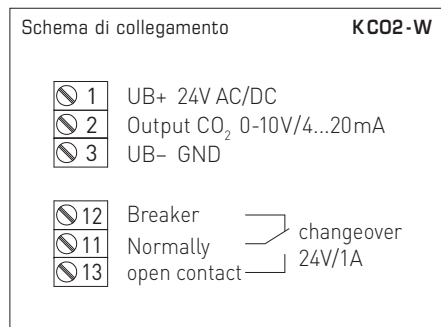 Schema di collegamento KCO2-W
1 UB+ 24V AC/DC
2 Output CO2 0-10V/4...20mA
3 UB– GND
12 Breaker
11 Normally
13 open contact
changeover
24V/1A